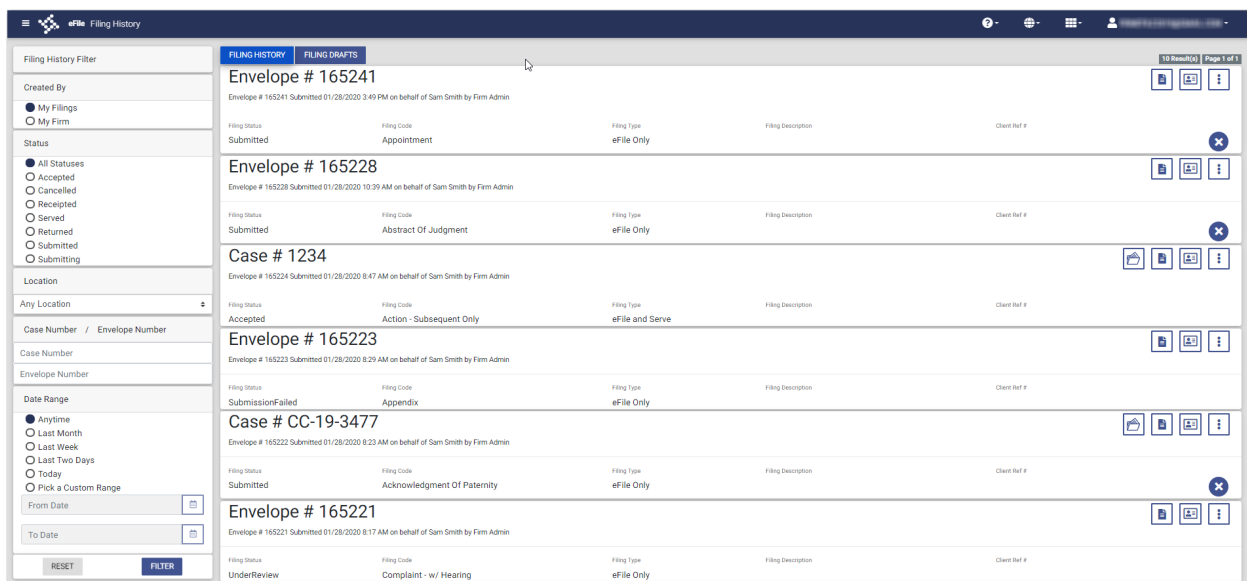 eFile Filing History
Filing History Filter
Created By
My Filings
My Firm
Status
All Statuses
Accepted
Cancelled
Receipted
Served
Returned
Submitted
Submitting
Location
Any Location
Case Number / Envelope Number
Case Number
Envelope Number
Date Range
Anytime
Last Month
Last Week
Last Two Days
Today
Pick a Custom Range
From Date
To Date
RESET FILTER
FILING HISTORY FILING DRAFTS
10 Result(s) Page 1 of 1
Envelope # 165241
Envelope # 165241 Submitted 01/28/2020 3:49 PM on behalf of Sam Smith by Firm Admin
Filing Status Filing Code Filing Type Filing Description Client Ref #
Submitted Appointment eFile Only
Envelope # 165228
Envelope # 165228 Submitted 01/28/2020 10:39 AM on behalf of Sam Smith by Firm Admin
Filing Status Filing Code Filing Type Filing Description Client Ref #
Submitted Abstract Of Judgment eFile Only
Case # 1234
Envelope # 165224 Submitted 01/28/2020 8:47 AM on behalf of Sam Smith by Firm Admin
Filing Status Filing Code Filing Type Filing Description Client Ref #
Accepted Action - Subsequent Only eFile and Serve
Envelope # 165223
Envelope # 165223 Submitted 01/28/2020 8:29 AM on behalf of Sam Smith by Firm Admin
Filing Status Filing Code Filing Type Filing Description Client Ref #
SubmissionFailed Appendix eFile Only
Case # CC-19-3477
Envelope # 165222 Submitted 01/28/2020 8:23 AM on behalf of Sam Smith by Firm Admin
Filing Status Filing Code Filing Type Filing Description Client Ref #
Submitted Acknowledgment Of Paternity eFile Only
Envelope # 165221
Envelope # 165221 Submitted 01/28/2020 8:17 AM on behalf of Sam Smith by Firm Admin
Filing Status Filing Code Filing Type Filing Description Client Ref #
UnderReview Complaint - w/ Hearing eFile Only